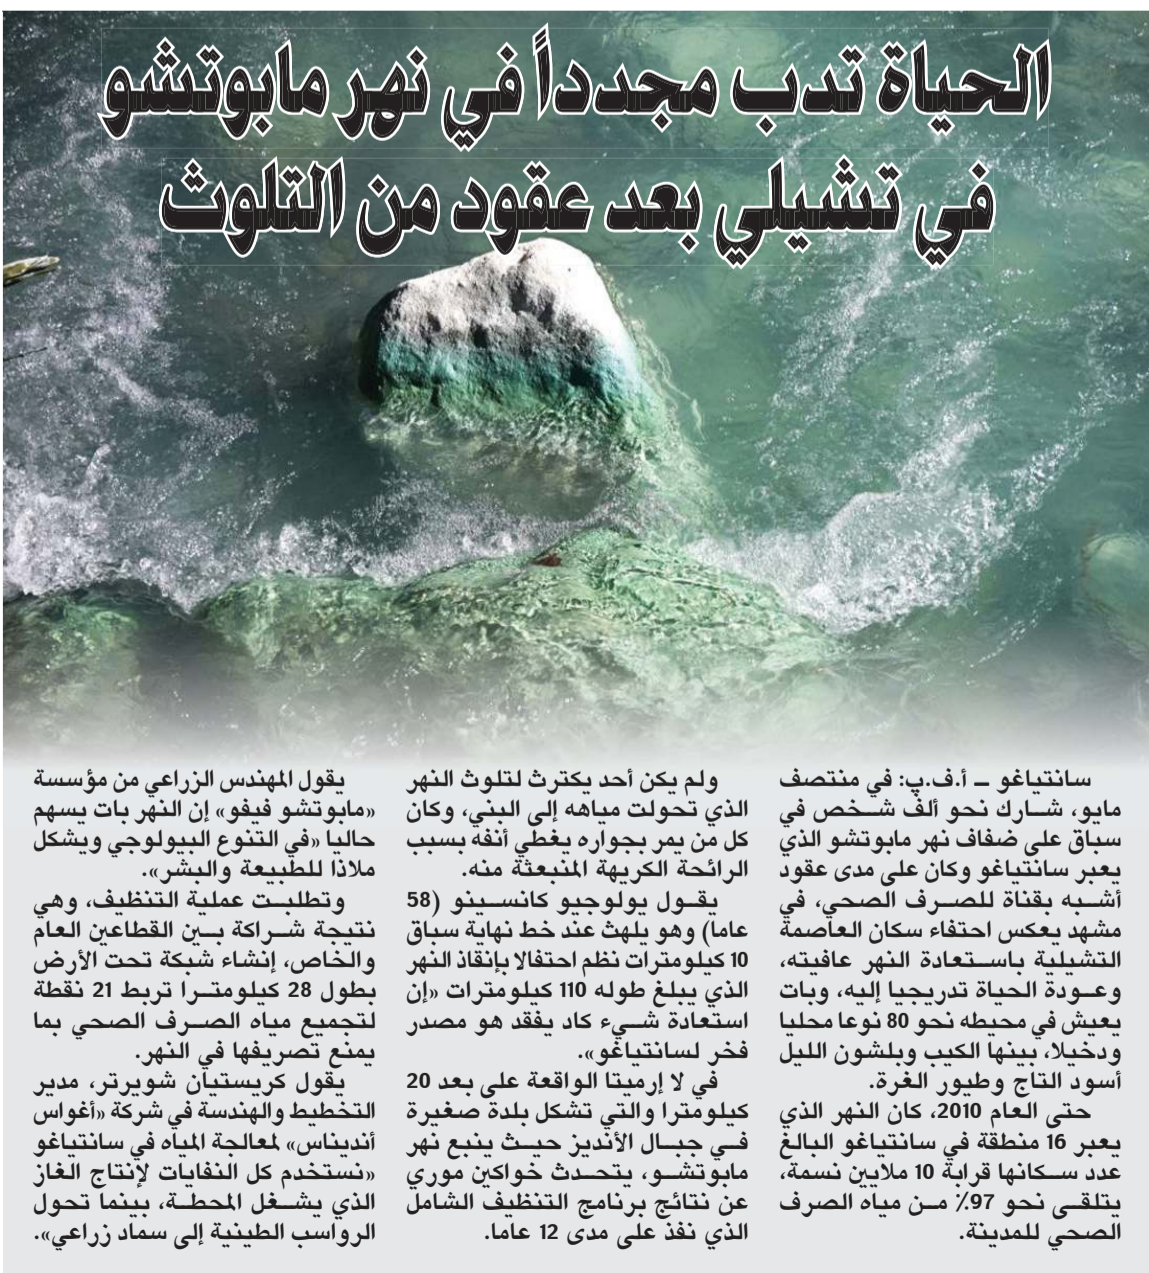 الحياة تدب مجدداً في نهر مابوتشو
في تشيلي بعد عقود من التلوث
سانتياغو – أ.ف.پ: في منتصف
مايو، شارك نحو ألف شخص في
سباق على ضفاف نهر مابوتشو الذي
يعبر سانتياغو وكان على مدى عقود
أشبه بقناة للصرف الصحي، في
مشهد يعكس احتفاء سكان العاصمة
التشيلية باستعادة النهر عافيته،
وعودة الحياة تدريجيا إليه، وبات
يعيش في محيطه نحو 80 نوعا محليا
ودخيلا، بينها الكيب وبلشون الليل
أسود التاج وطيور الغرة.
حتى العام 2010، كان النهر الذي
يعبر 16 منطقة في سانتياغو البالغ
عدد سكانها قرابة 10 ملايين نسمة،
يتلقى نحو 97٪ من مياه الصرف
الصحي للمدينة.
ولم يكن أحد يكترث لتلوث النهر
الذي تحولت مياهه إلى البني، وكان
كل من يمر بجواره يغطي أنفه بسبب
الرائحة الكريهة المنبعثة منه.
يقول يولوجيو كانسينو (58
عاما) وهو يلهث عند خط نهاية سباق
10 كيلومترات نظم احتفالا بإنقاذ النهر
الذي يبلغ طوله 110 كيلومترات «إن
استعادة شيء كاد يفقد هو مصدر
فخر لسانتياغو».
في لا إرميتا الواقعة على بعد 20
كيلومترا والتي تشكل بلدة صغيرة
في جبال الأنديز حيث ينبع نهر
مابوتشو، يتحدث خواكين موري
عن نتائج برنامج التنظيف الشامل
الذي نفذ على مدى 12 عاما.
يقول المهندس الزراعي من مؤسسة
«مابوتشو فيفو» إن النهر بات يسهم
حاليا «في التنوع البيولوجي ويشكل
ملاذا للطبيعة والبشر».
وتطلبت عملية التنظيف، وهي
نتيجة شراكة بين القطاعين العام
والخاص، إنشاء شبكة تحت الأرض
بطول 28 كيلومترا تربط 21 نقطة
لتجميع مياه الصرف الصحي بما
يمنع تصريفها في النهر.
يقول كريستيان شويرتر، مدير
التخطيط والهندسة في شركة «أغواس
أنديناس» لمعالجة المياه في سانتياغو
«نستخدم كل النفايات لإنتاج الغاز
الذي يشغل المحطة، بينما تحول
الرواسب الطينية إلى سماد زراعي».